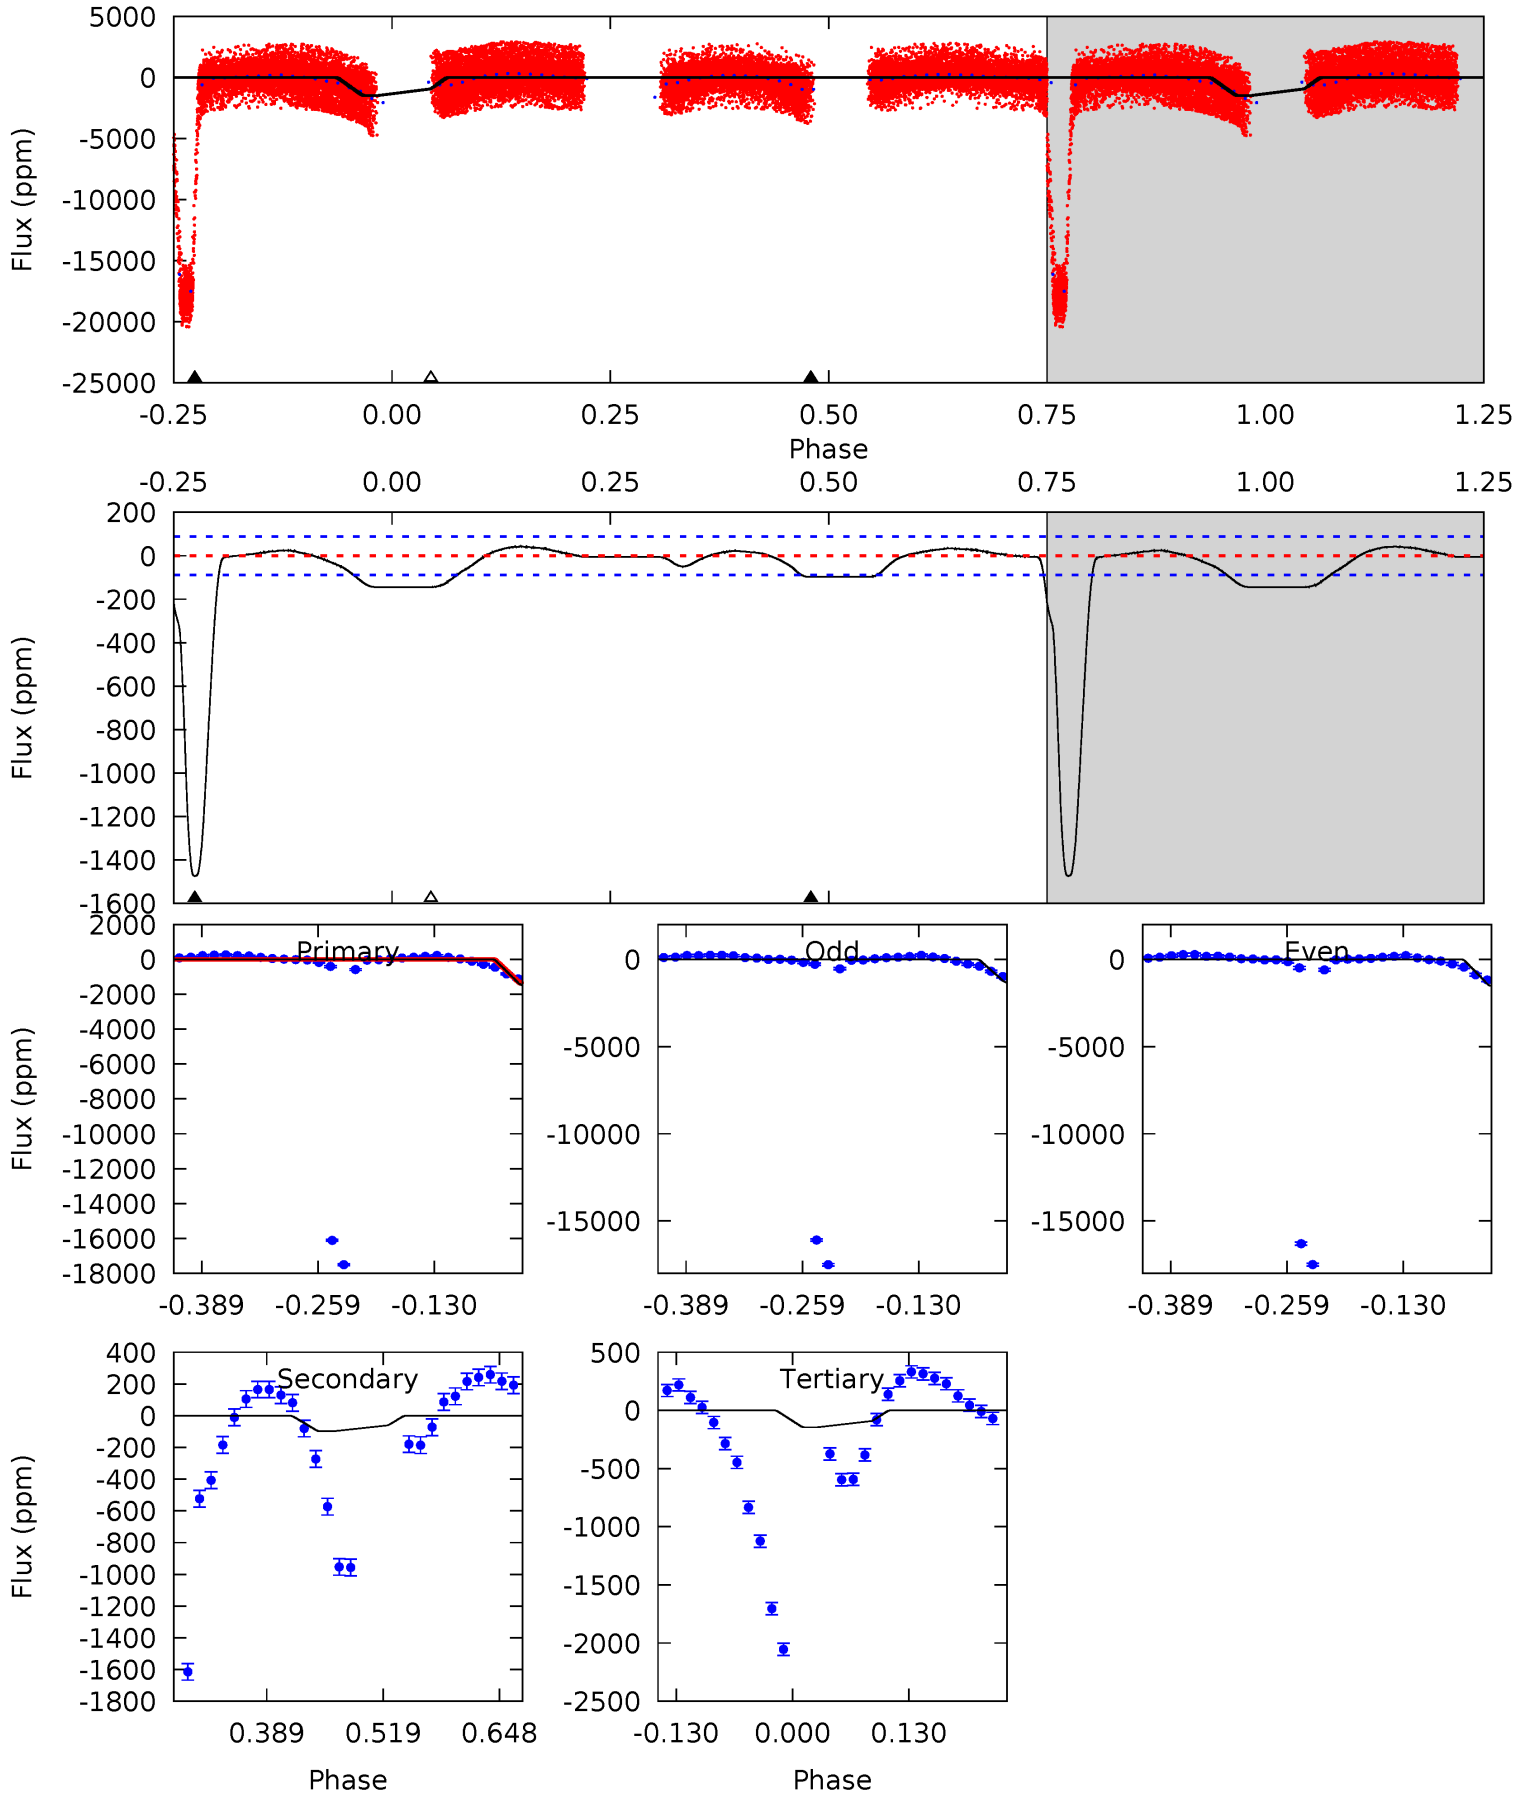 5000
0
-5000
-10000
-15000
-20000
-25000
Flux (ppm)
-0.25 0.00 0.25 0.50 0.75 1.00 1.25
Phase
-0.25 0.00 0.25 0.50 0.75 1.00 1.25
200
0
-200
-400
-600
-800
-1000
-1200
-1400
-1600
Flux (ppm)
Primary
2000
0
-2000
-4000
-6000
-8000
-10000
-12000
-14000
-16000
-18000
Flux (ppm)
-0.389 -0.259 -0.130
Odd
0
-5000
-10000
-15000
-0.389 -0.259 -0.130
Even
0
-5000
-10000
-15000
-0.389 -0.259 -0.130
Secondary
400
200
0
-200
-400
-600
-800
-1000
-1200
-1400
-1600
-1800
Flux (ppm)
0.389 0.519 0.648
Phase
Tertiary
500
0
-500
-1000
-1500
-2000
-2500
-0.130 0.000 0.130
Phase